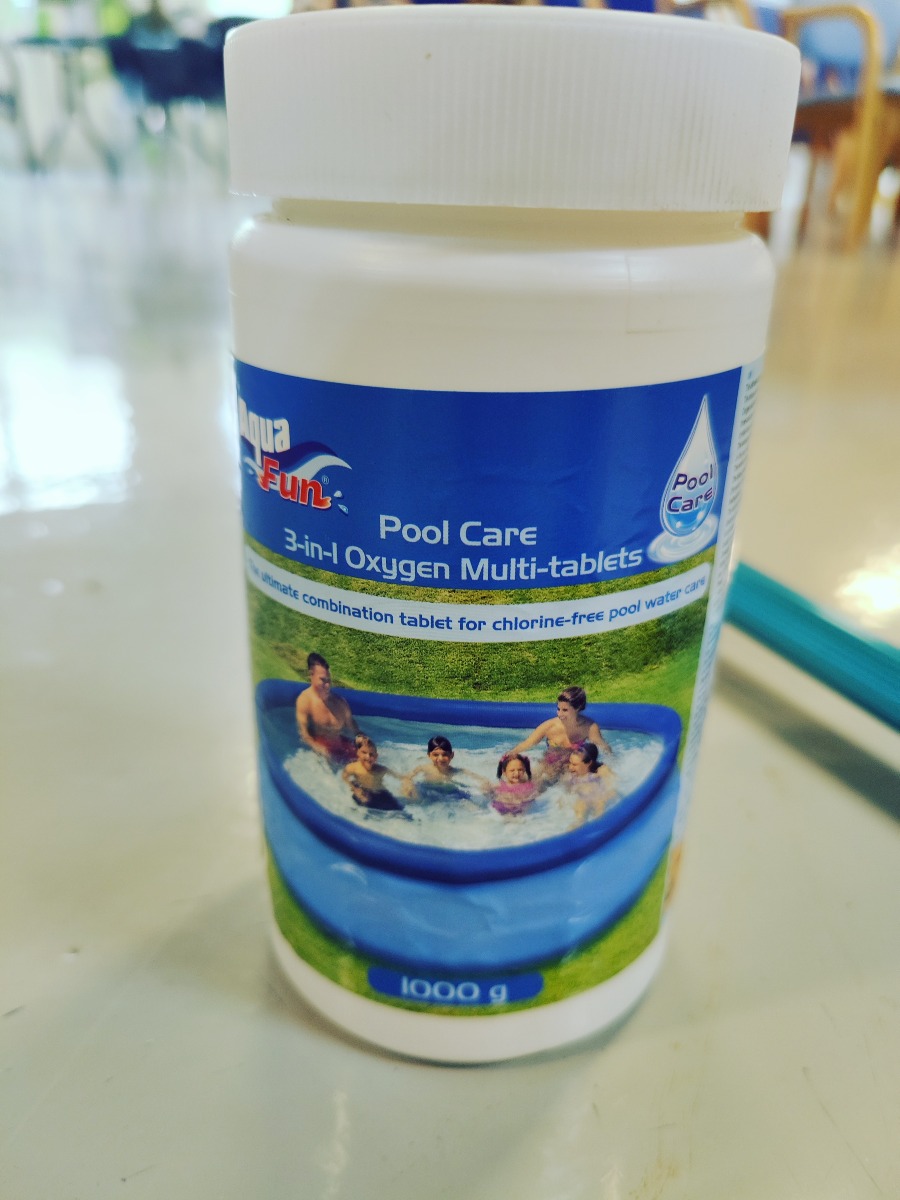 Aqua
Fun®
Pool
Care
Pool Care
3-in-1 Oxygen Multi-tablets
The ultimate combination tablet for chlorine-free pool water care
1000 g